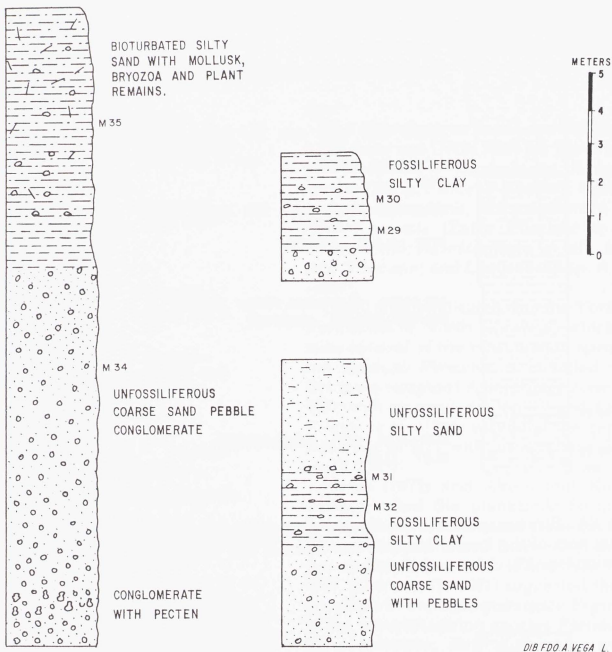 BIOTURBATED SILTY
SAND WITH MOLLUSK,
BRYOZOA AND PLANT
REMAINS.
M 35
M 34
UNFOSSILIFEROUS
COARSE SAND PEBBLE
CONGLOMERATE
CONGLOMERATE
WITH PECTEN
FOSSILIFEROUS
SILTY CLAY
M 30
M 29
UNFOSSILIFEROUS
SILTY SAND
M 31
M 32
FOSSILIFEROUS
SILTY CLAY
UNFOSSILIFEROUS
COARSE SAND
WITH PEBBLES
METERS
5
4
3
2
1
0
DIB FDO. A. VEGA L.